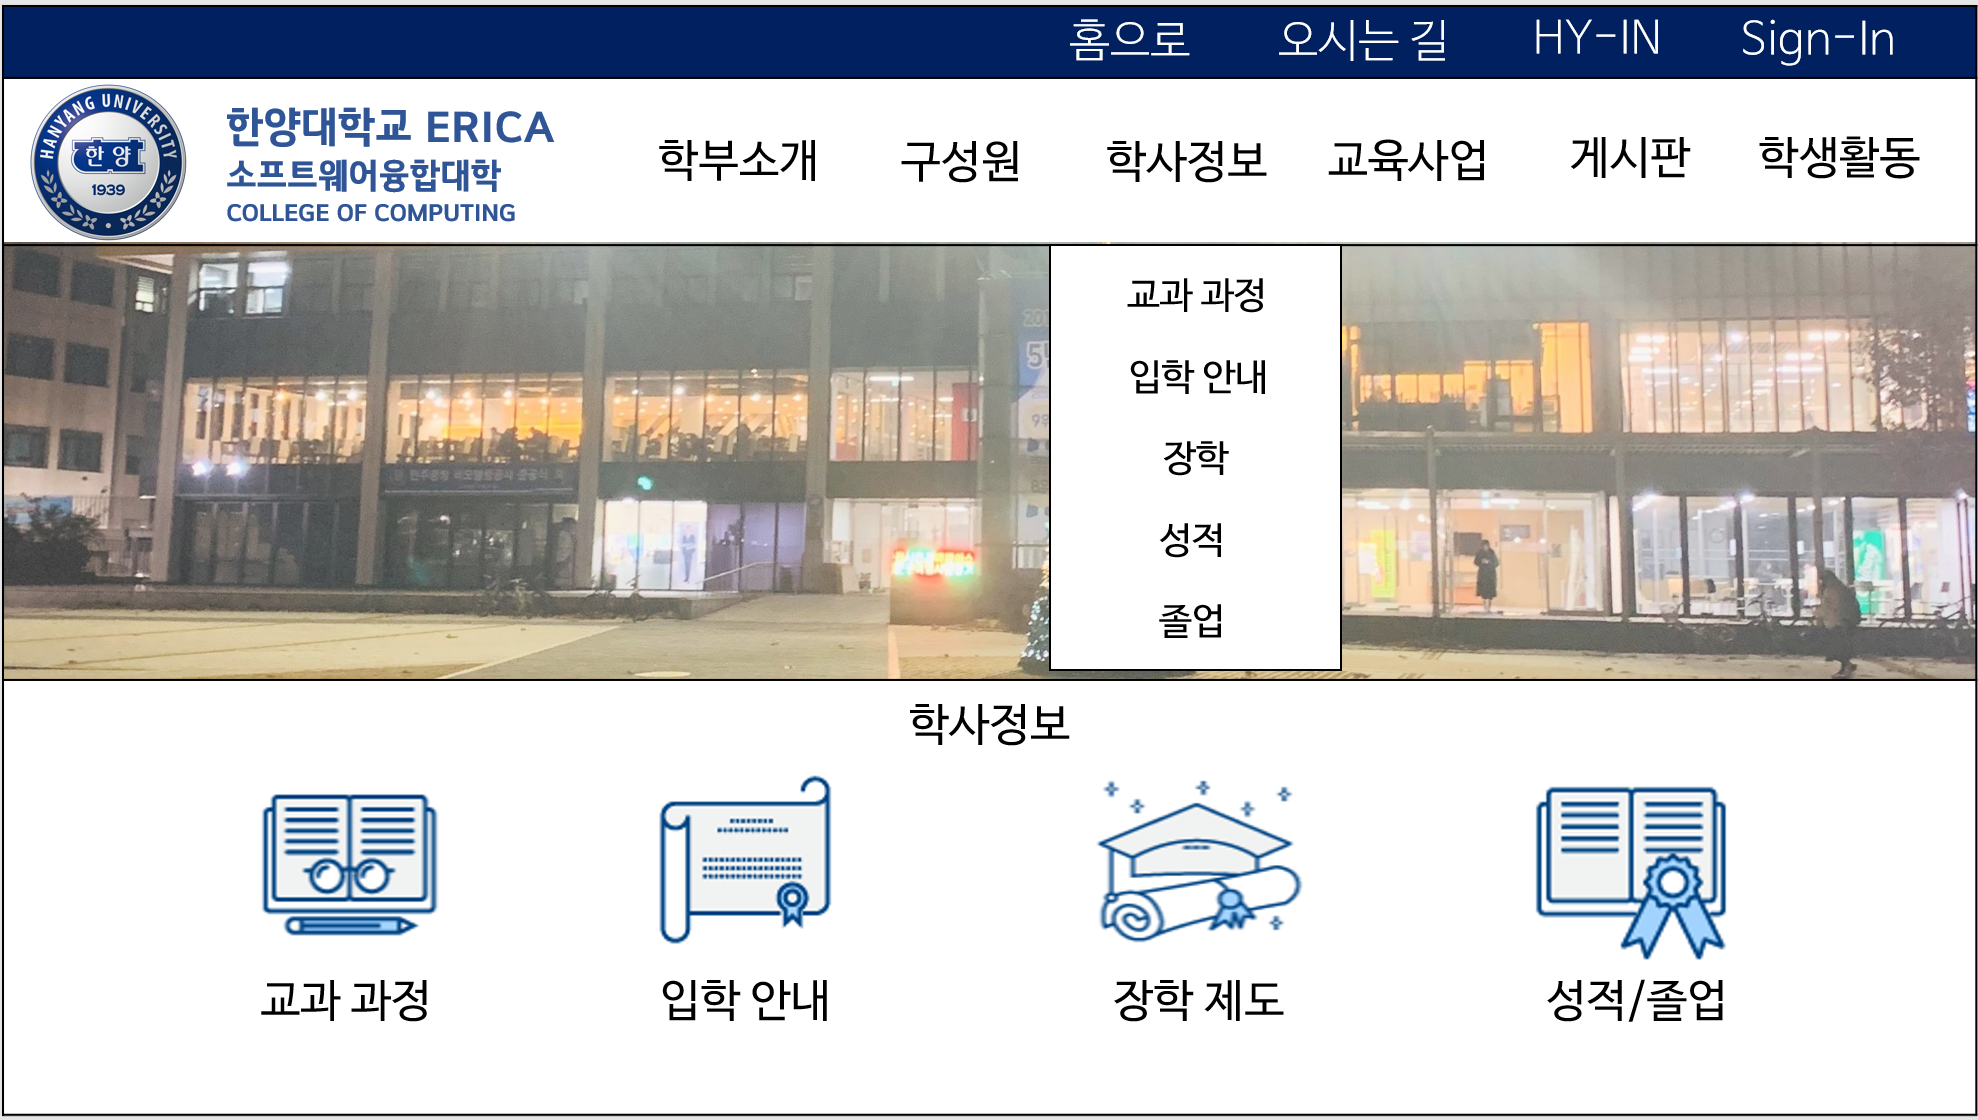 홈으로 오시는 길 HY-IN Sign-In
HANYANG UNIVERSITY
한양
1939
한양대학교 ERICA
소프트웨어융합대학
COLLEGE OF COMPUTING
학부소개 구성원 학사정보 교육사업 게시판 학생활동
교과 과정
입학 안내
장학
성적
졸업
학사정보
교과 과정 입학 안내 장학 제도 성적/졸업